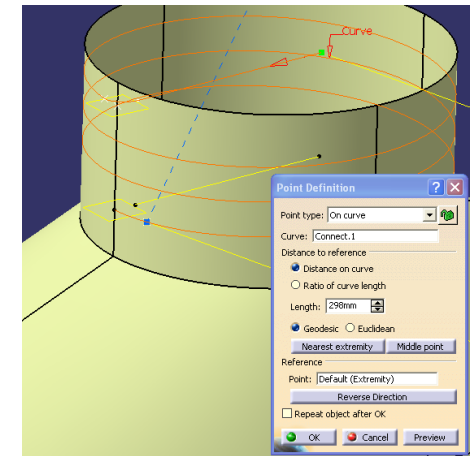 Curve
Point Definition
Point type: On curve
Curve: Connect.1
Distance to reference
Distance on curve
Ratio of curve length
Length: 298mm
Geodesic Euclidean
Nearest extremity Middle point
Reference
Point: Default (Extremity)
Reverse Direction
Repeat object after OK
OK Cancel Preview